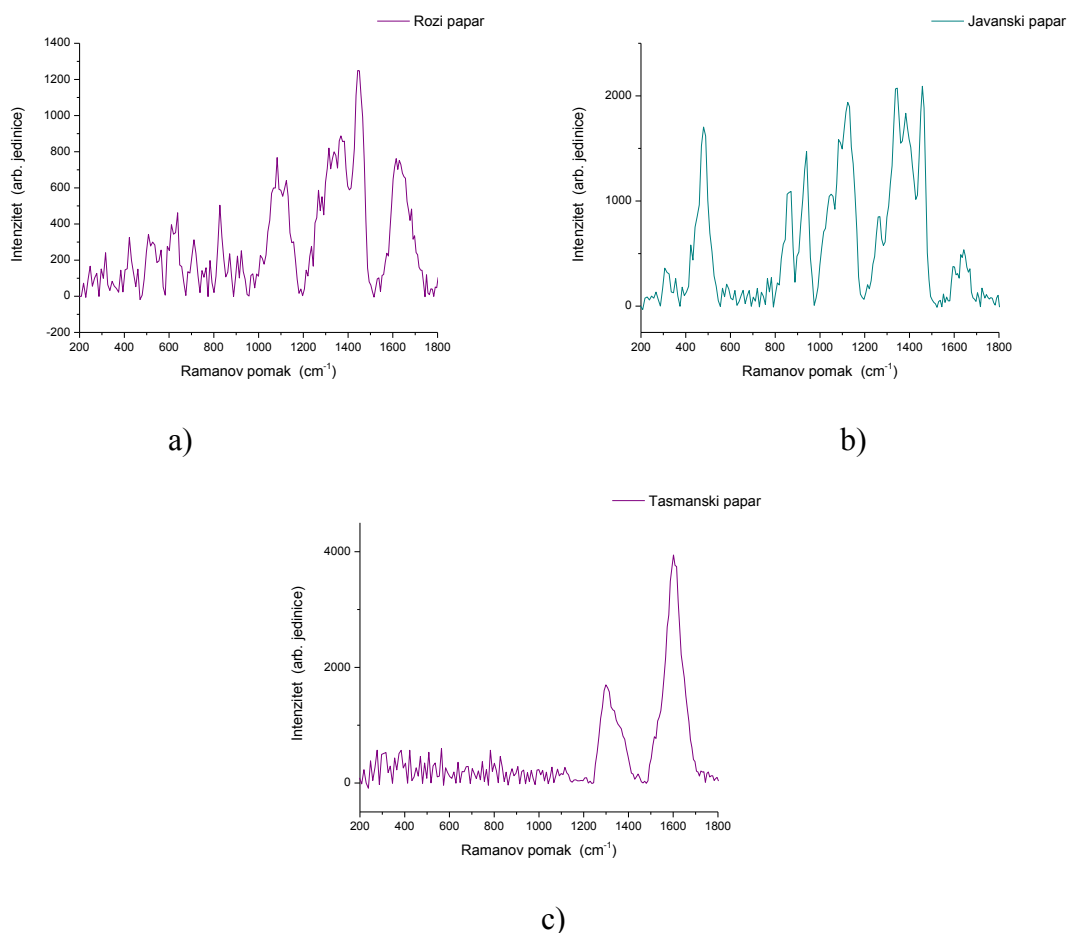 Rozi papar
Intenzitet (arb. jedinice)
1400
1200
1000
800
600
400
200
0
-200
200 400 600 800 1000 1200 1400 1600 1800
Ramanov pomak (cm⁻¹)
a)
Javanski papar
Intenzitet (arb. jedinice)
2000
1000
0
200 400 600 800 1000 1200 1400 1600 1800
Ramanov pomak (cm⁻¹)
b)
Tasmanski papar
Intenzitet (arb. jedinice)
4000
2000
0
200 400 600 800 1000 1200 1400 1600 1800
Ramanov pomak (cm⁻¹)
c)